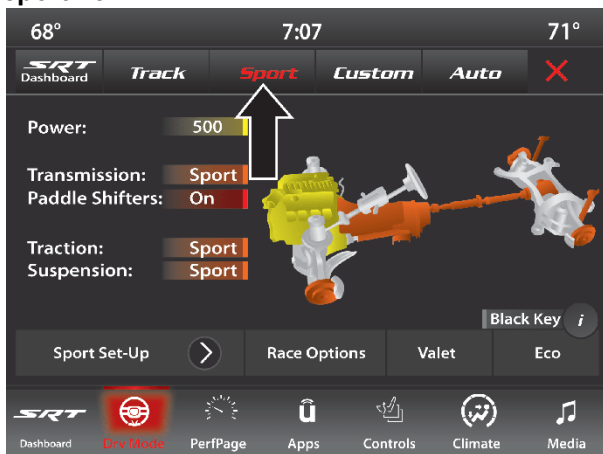 68° 7:07 71°
SRT Dashboard Track Sport Custom Auto X
Power: 500
Transmission: Sport
Paddle Shifters: On
Traction: Sport
Suspension: Sport
Black Key i
Sport Set-Up > Race Options Valet Eco
SRT
Dashboard Drv Mode PerfPage Apps Controls Climate Media